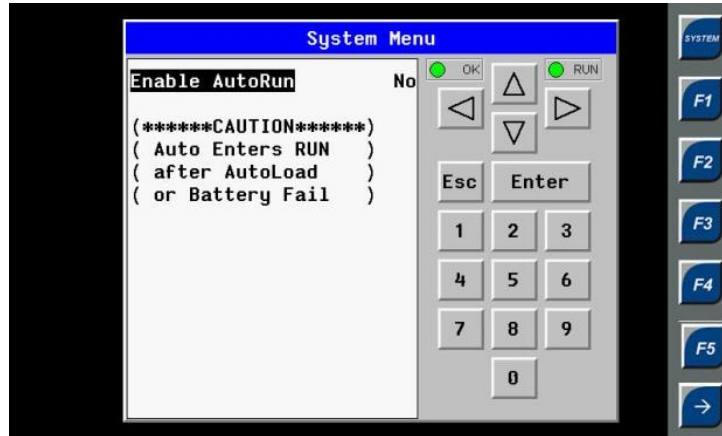 System Menu
Enable AutoRun No
(******CAUTION******)
( Auto Enters RUN )
( after AutoLoad )
( or Battery Fail )
OK
RUN
Esc Enter
1 2 3
4 5 6
7 8 9
0
SYSTEM
F1
F2
F3
F4
F5